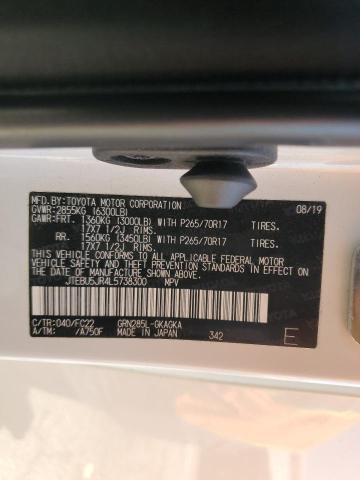 MFD.BY: TOYOTA MOTOR CORPORATION 08/19
GVWR: 2855KG (6300LB)
GAWR: FRT. 1360KG (3000LB) WITH P265/70R17 TIRES.
17X7 1/2J RIMS.
RR. 1560KG (3450LB) WITH P265/70R17 TIRES.
17X7 1/2J RIMS.
THIS VEHICLE CONFORMS TO ALL APPLICABLE FEDERAL
MOTOR VEHICLE SAFETY AND THEFT PREVENTION STANDARDS
IN EFFECT ON THE DATE OF MANUFACTURE SHOWN ABOVE.
JTEBU5JR4L5738300 MPV
C/TR: 040/FC22 GRN285L-GKAGKA
A/TM: /A750F MADE IN JAPAN 342 E